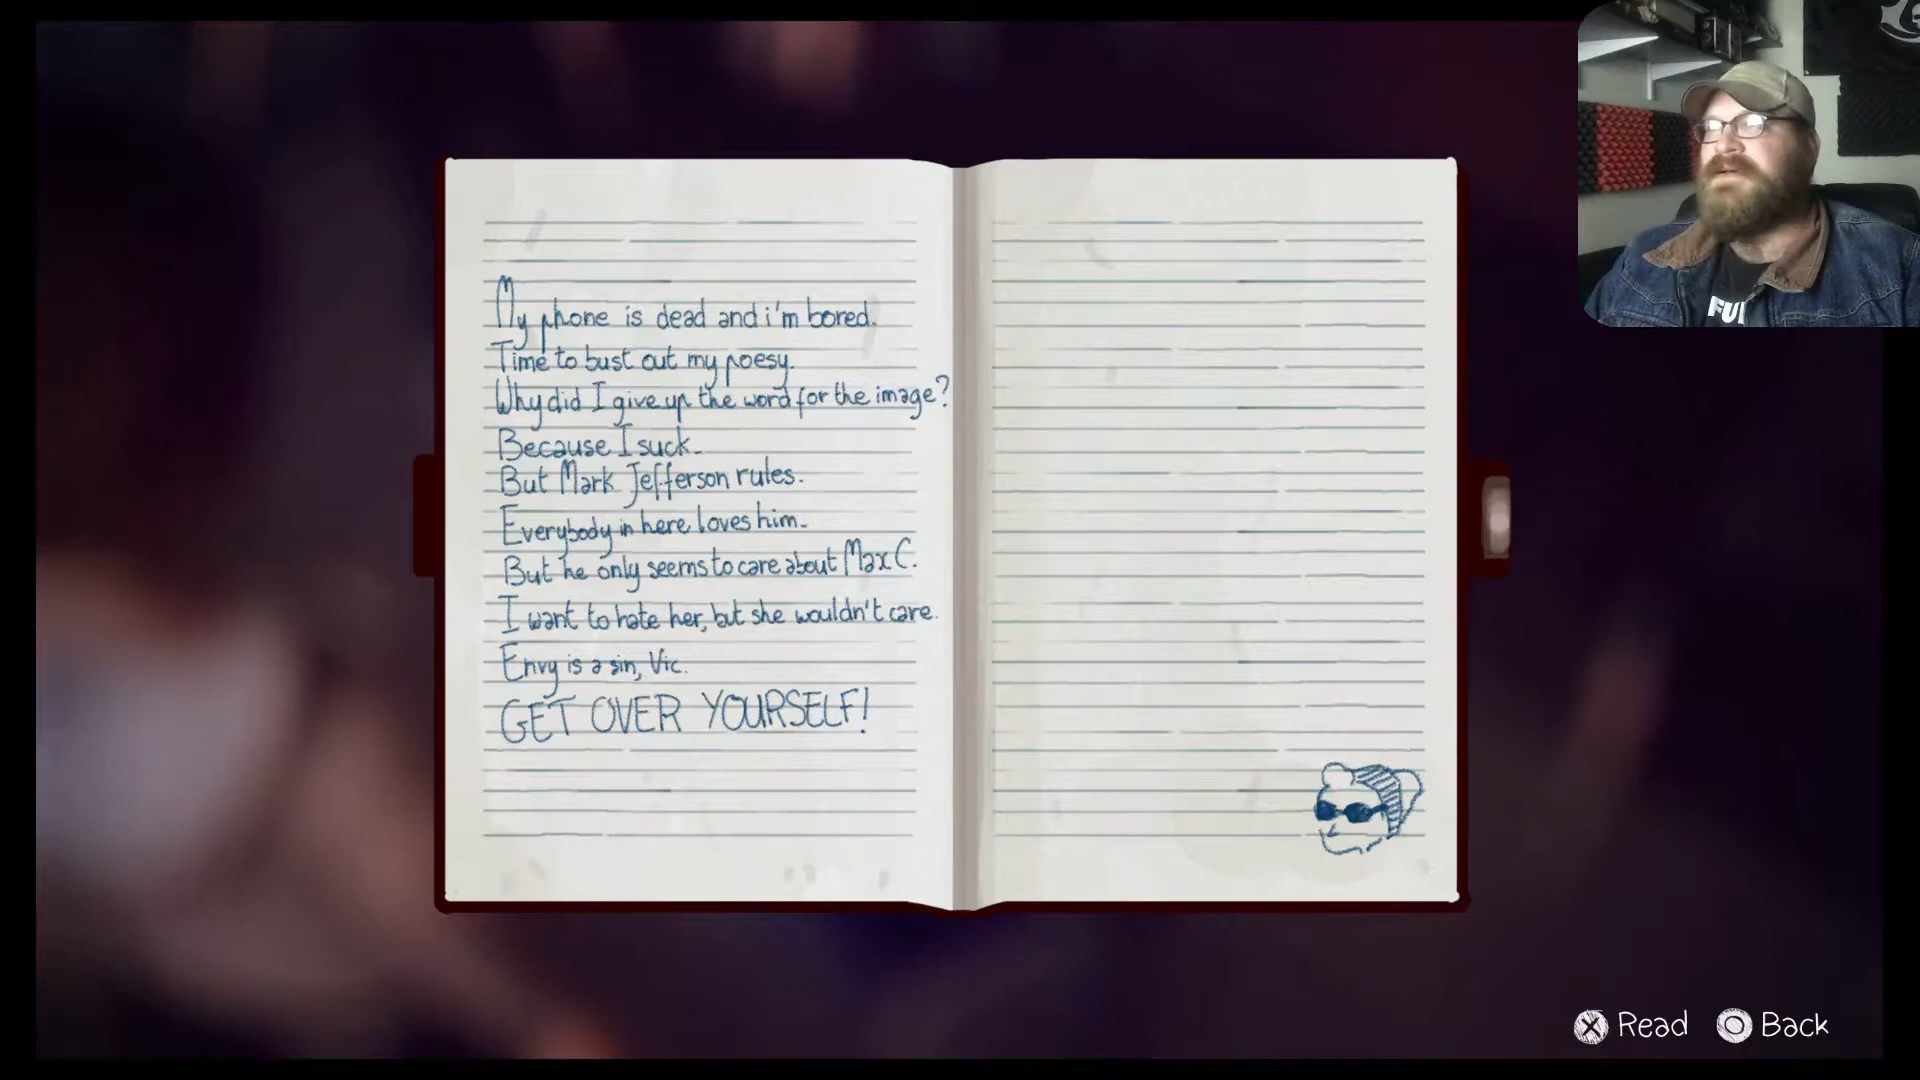 My phone is dead and i'm bored.
Time to bust out my poesy.
Why did I give up the word for the image?
Because I suck.
But Mark Jefferson rules.
Everybody in here loves him.
But he only seems to care about Max C.
I want to hate her, but she wouldn't care.
Envy is a sin, Vic.
GET OVER YOURSELF!
FU
Read
Back